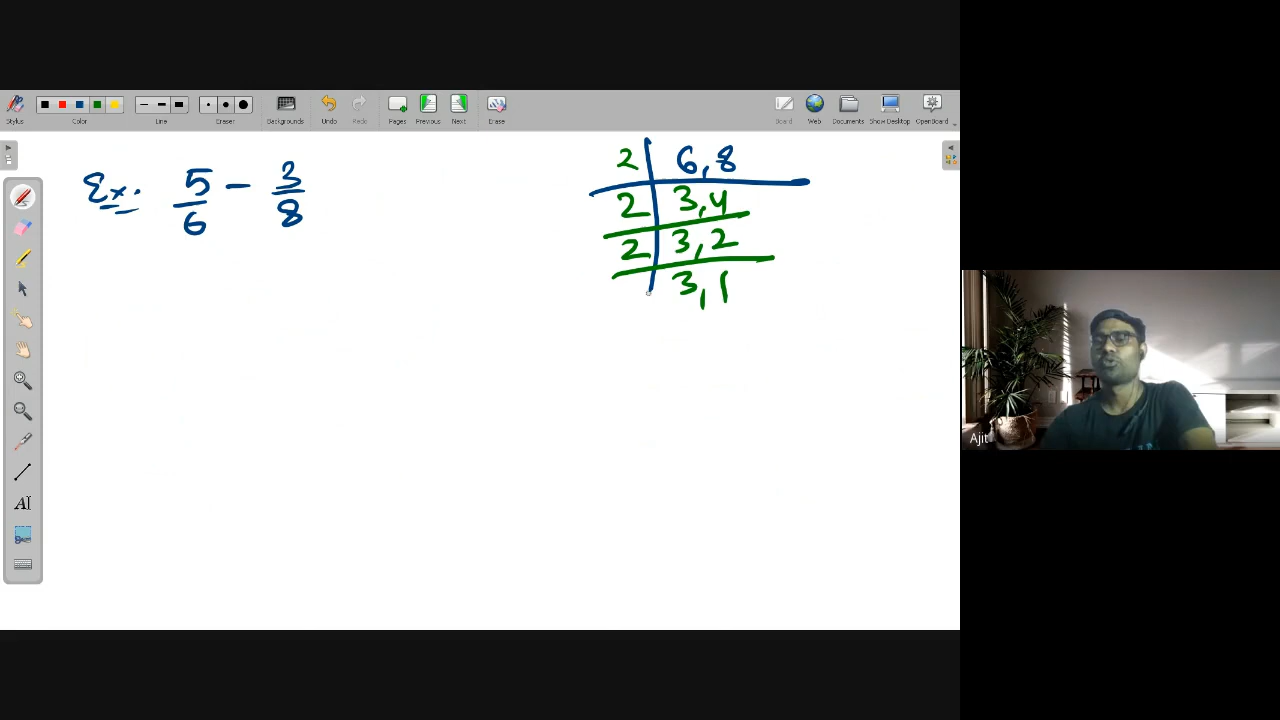 Color Line Eraser
Stylus Backgrounds Undo Redo Pages Previous Next Erase Board Web Documents Show Desktop OpenBoard
Ex. 5/6 - 3/8
2 | 6, 8
2 | 3, 4
2 | 3, 2
3, 1
Ajit
AI